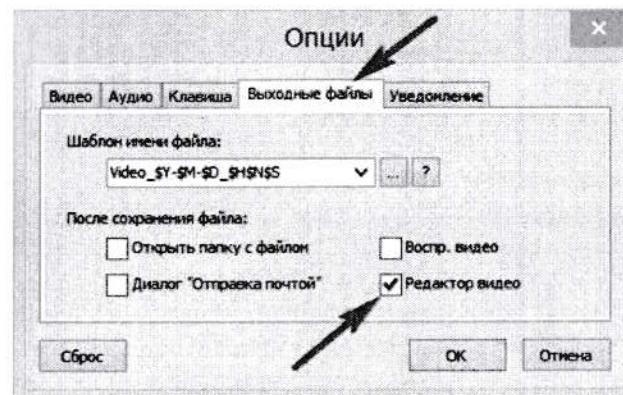 Опции
Видео Аудио Клавиша Выходные файлы Уведомление
Шаблон имени файла:
Video_$Y-$M-$D_$H$N$S ... ?
После сохранения файла:
Открыть папку с файлом Воспр. видео
Диалог "Отправка почтой" Редактор видео
Сброс ОК Отмена